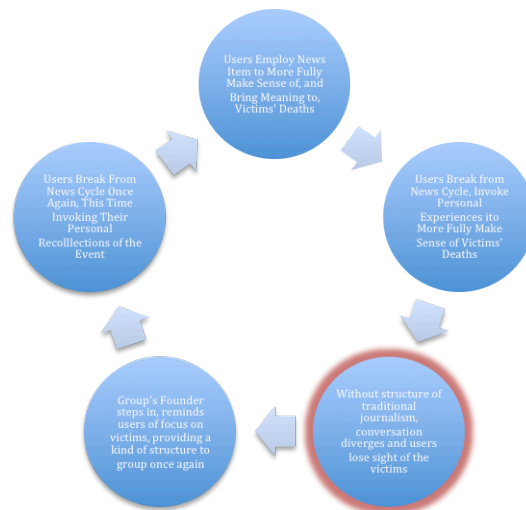 Users Employ News
Item to More Fully
Make Sense of, and
Bring Meaning to,
Victims' Deaths
Users Break from
News Cycle, Invoke
Personal
Experiences ito
More Fully Make
Sense of Victims'
Deaths
Without structure of
traditional
journalism,
conversation
diverges and users
lose sight of the
victims
Group's Founder
steps in, reminds
users of focus on
victims, providing a
kind of structure to
group once again
Users Break From
News Cycle Once
Again, This Time
Invoking Their
Personal
Recolllections of the
Event